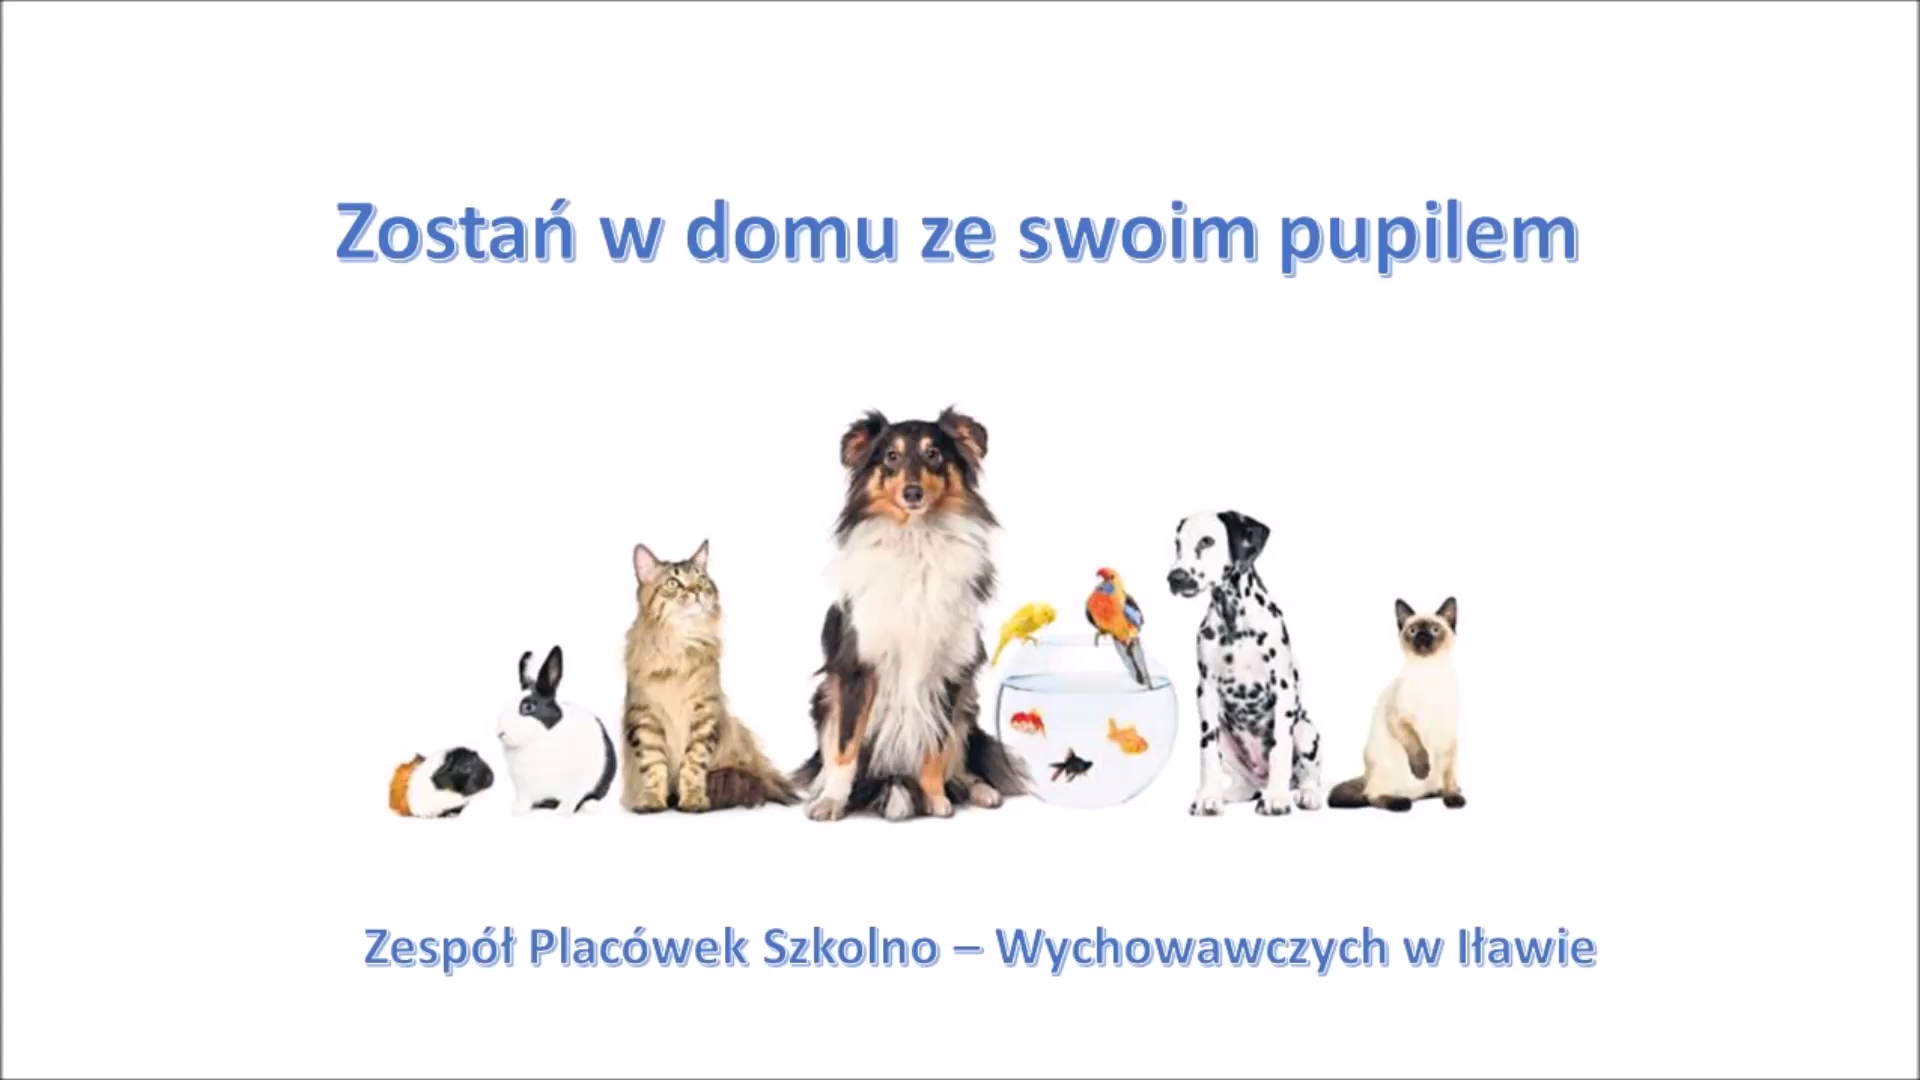 Zostań w domu ze swoim pupilem
Zespół Placówek Szkolno – Wychowawczych w Iławie